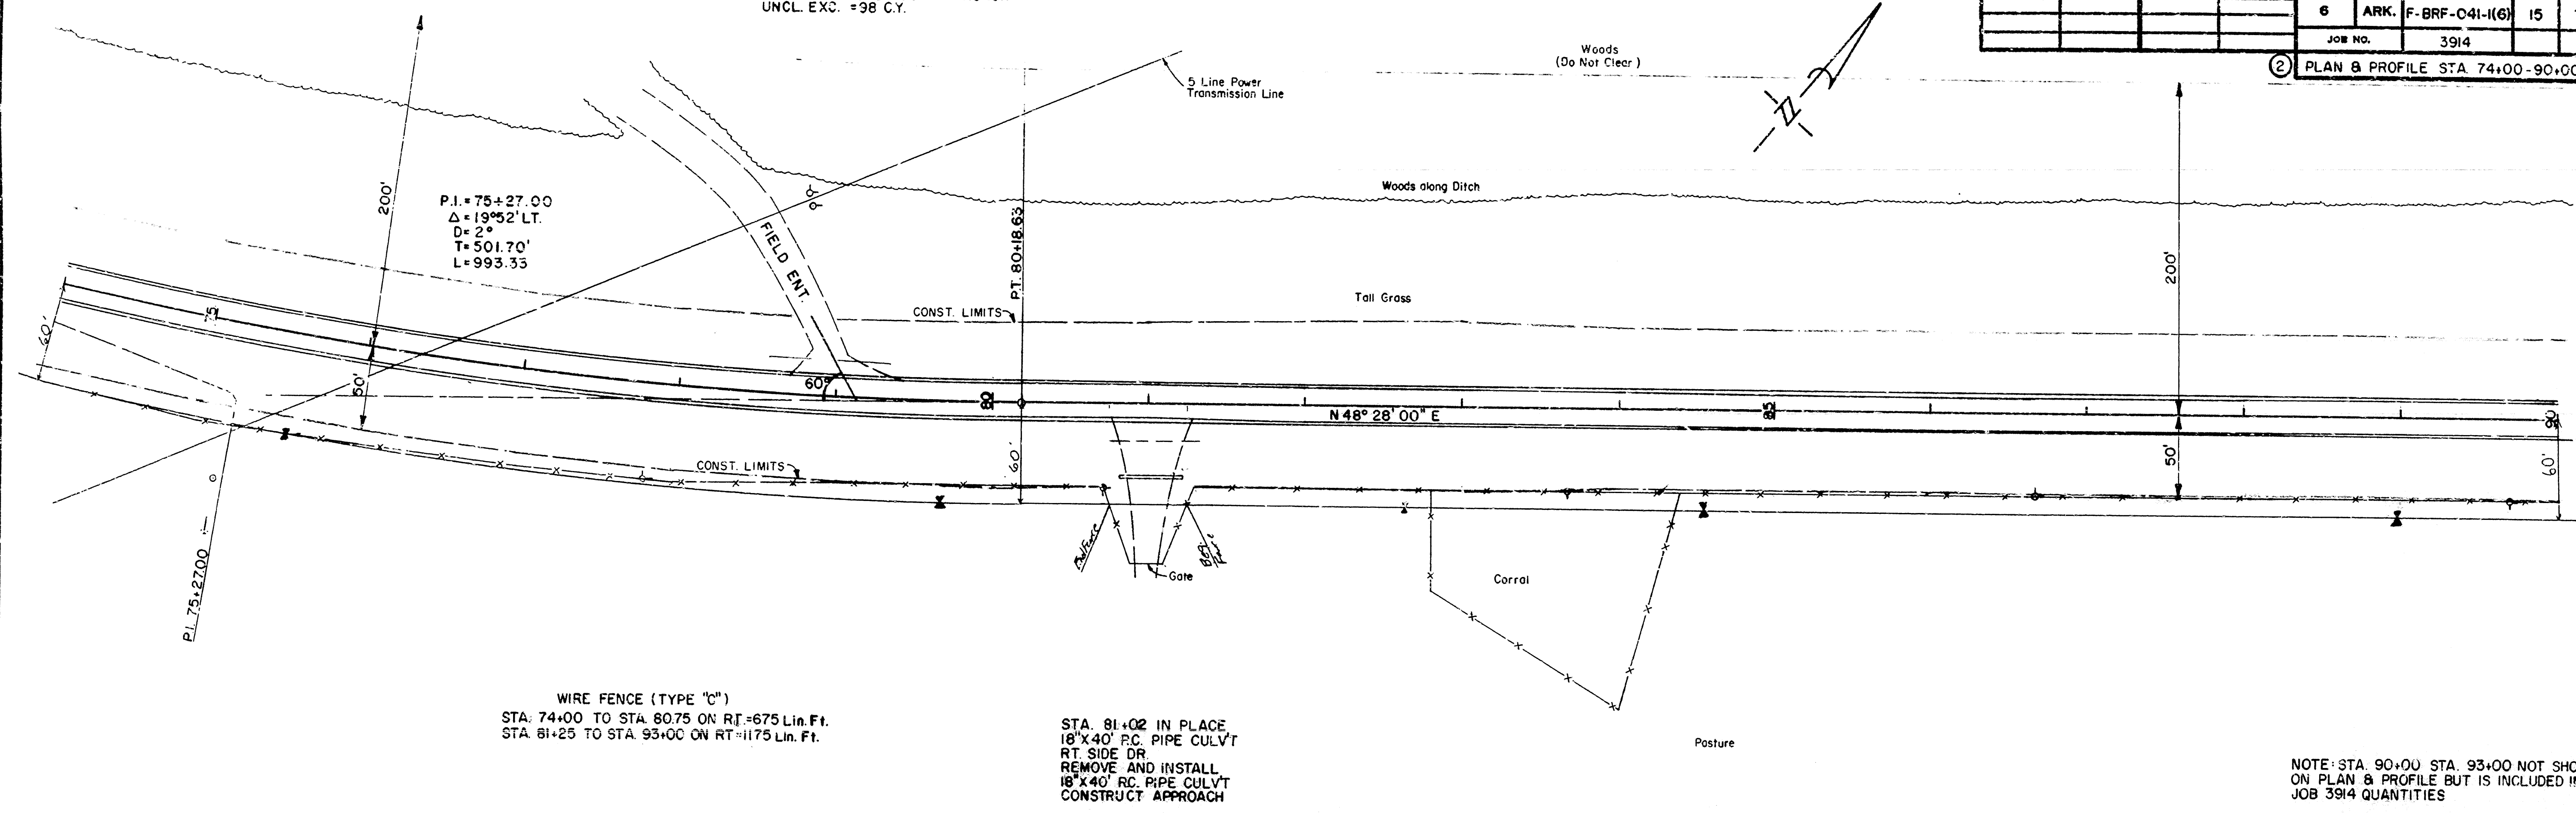 UNCL. EXC. =98 C.Y.
6 ARK. F-BRF-041-1(6) 15
JOB NO. 3914
2 PLAN & PROFILE STA. 74+00-90+00
Woods
(Do Not Clear)
5 Line Power
Transmission Line
N
Woods along Ditch
200'
P.I.= 75+27.00
Δ = 19°52' LT.
D= 2°
T= 501.70'
L= 993.33
FIELD ENT.
P.T. 80+18.63
200'
Tall Grass
CONST. LIMITS
75
60'
50'
60°
80
N 48° 28' 00" E
85
90
CONST. LIMITS
60'
50'
60'
End Fence
Gate
Corral
P.I. 75+27.00
WIRE FENCE (TYPE "C")
STA. 74+00 TO STA. 80.75 ON RT.=675 Lin. Ft.
STA. 81+25 TO STA. 93+00 ON RT=1175 Lin. Ft.
STA. 81+02 IN PLACE
18"X40' R.C. PIPE CULV'T
RT. SIDE DR.
REMOVE AND INSTALL
18"X40' RC. PIPE CULVT
CONSTRUCT APPROACH
Pasture
NOTE: STA. 90+00 STA. 93+00 NOT SHO
ON PLAN & PROFILE BUT IS INCLUDED I
JOB 3914 QUANTITIES